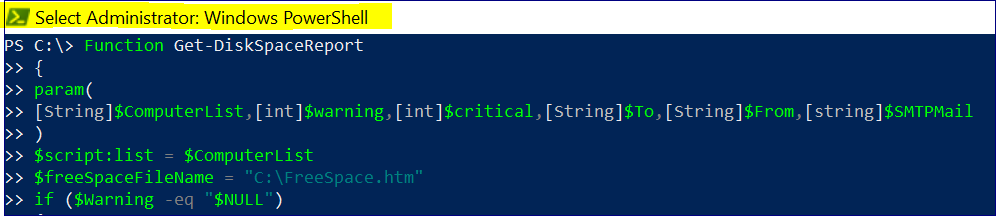 Select Administrator: Windows PowerShell
PS C:\> Function Get-DiskSpaceReport
>> {
>> param(
>> [String]$ComputerList,[int]$warning,[int]$critical,[String]$To,[String]$From,[string]$SMTPMail
>> )
>> $script:list = $ComputerList
>> $freeSpaceFileName = "C:\FreeSpace.htm"
>> if ($Warning -eq "$NULL")